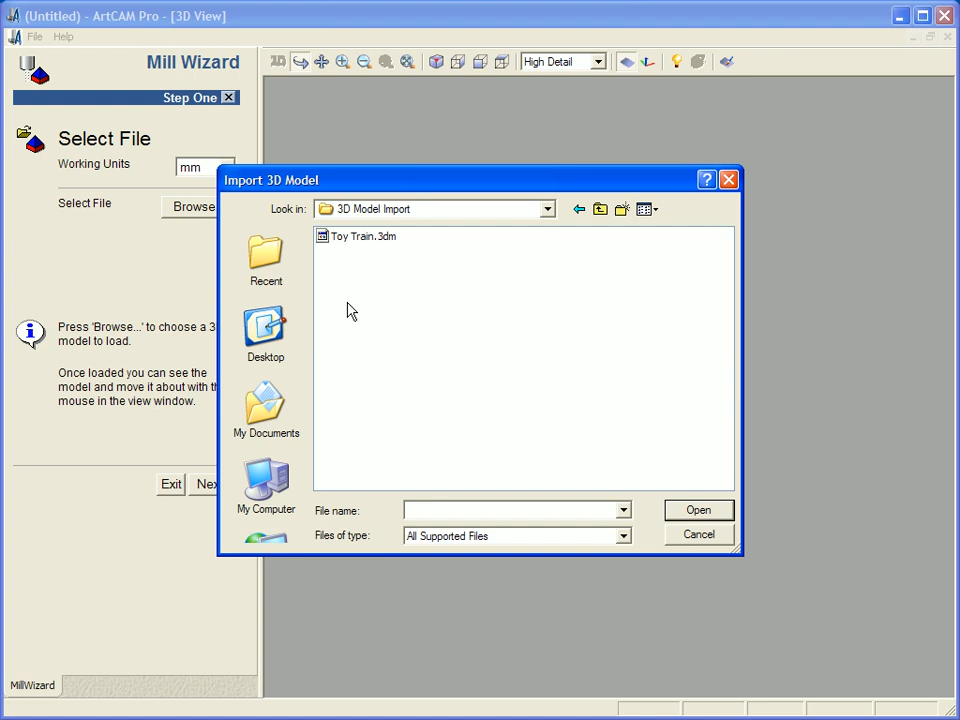 (Untitled) - ArtCAM Pro - [3D View]
File Help
Mill Wizard
Step One
Select File
Working Units
mm
Select File
Browse
Press 'Browse...' to choose a 3
model to load.
Once loaded you can see the
model and move it about with th
mouse in the view window.
Exit
Nex
MillWizard
2D
High Detail
Import 3D Model
Look in:
3D Model Import
Toy Train.3dm
Recent
Desktop
My Documents
My Computer
File name:
Open
Files of type:
All Supported Files
Cancel